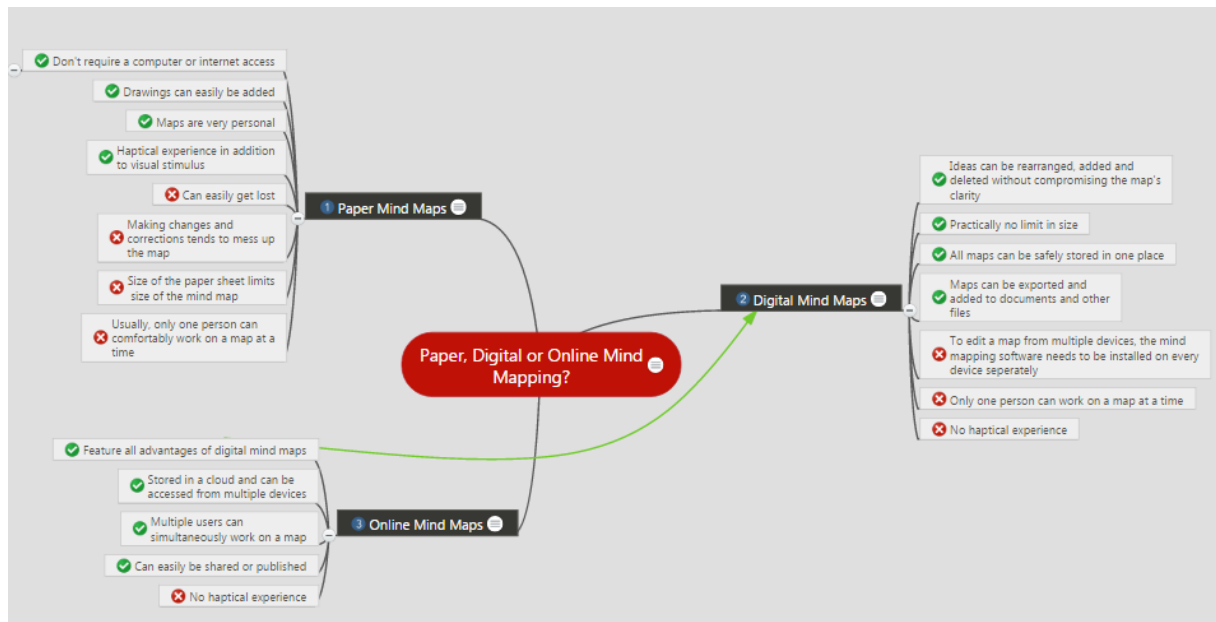 Don't require a computer or internet access
Drawings can easily be added
Maps are very personal
Haptical experience in addition
to visual stimulus
Can easily get lost
Making changes and
corrections tends to mess up
the map
Size of the paper sheet limits
size of the mind map
Usually, only one person can
comfortably work on a map at a
time
1 Paper Mind Maps
Paper, Digital or Online Mind
Mapping?
2 Digital Mind Maps
Ideas can be rearranged, added and
deleted without compromising the map's
clarity
Practically no limit in size
All maps can be safely stored in one place
Maps can be exported and
added to documents and other
files
To edit a map from multiple devices, the mind
mapping software needs to be installed on every
device seperately
Only one person can work on a map at a time
No haptical experience
Feature all advantages of digital mind maps
Stored in a cloud and can be
accessed from multiple devices
Multiple users can
simultaneously work on a map
Can easily be shared or published
No haptical experience
3 Online Mind Maps